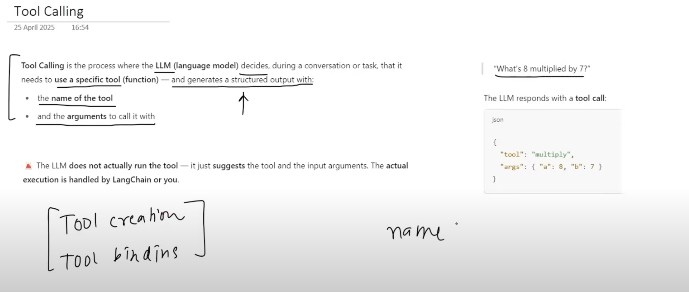 Tool Calling
25 April 2025 16:54
Tool Calling is the process where the LLM (language model) decides, during a conversation or task, that it
needs to use a specific tool (function) — and generates a structured output with:
• the name of the tool
• and the arguments to call it with
🚨 The LLM does not actually run the tool — it just suggests the tool and the input arguments. The actual
execution is handled by LangChain or you.
"What's 8 multiplied by 7?"
The LLM responds with a tool call:
json
{
"tool": "multiply",
"args": { "a": 8, "b": 7 }
}
Tool creation
Tool binding
name